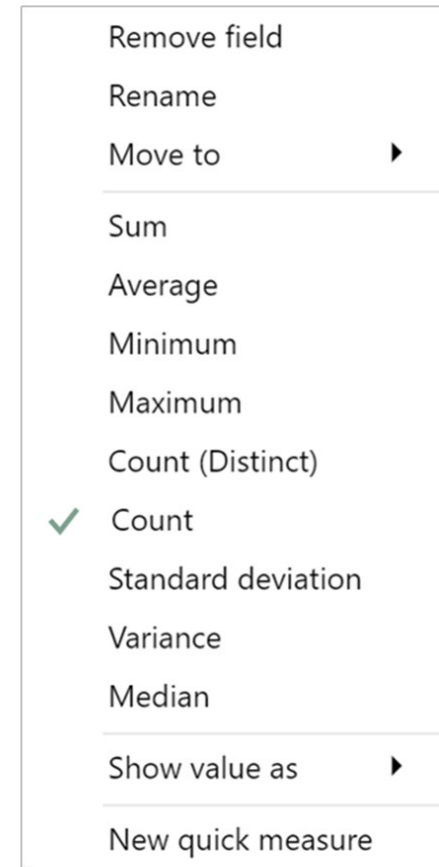 Remove field
Rename
Move to
Sum
Average
Minimum
Maximum
Count (Distinct)
Count
Standard deviation
Variance
Median
Show value as
New quick measure